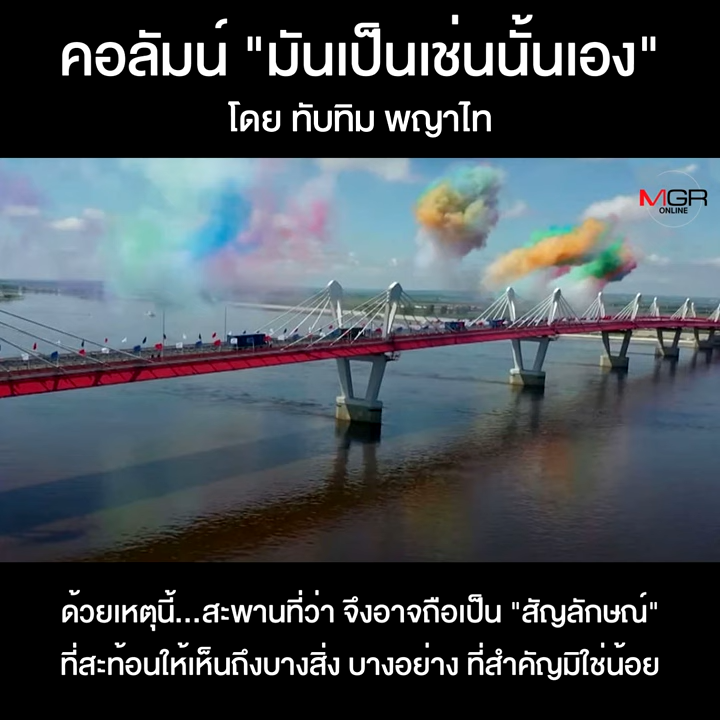 คอลัมน์ "มันเป็นเช่นนั้นเอง"
โดย ทับทิม พญาไท
MGR
ONLINE
ด้วยเหตุนี้...สะพานที่ว่า จึงอาจถือเป็น "สัญลักษณ์"
ที่สะท้อนให้เห็นถึงบางสิ่ง บางอย่าง ที่สำคัญมิใช่น้อย